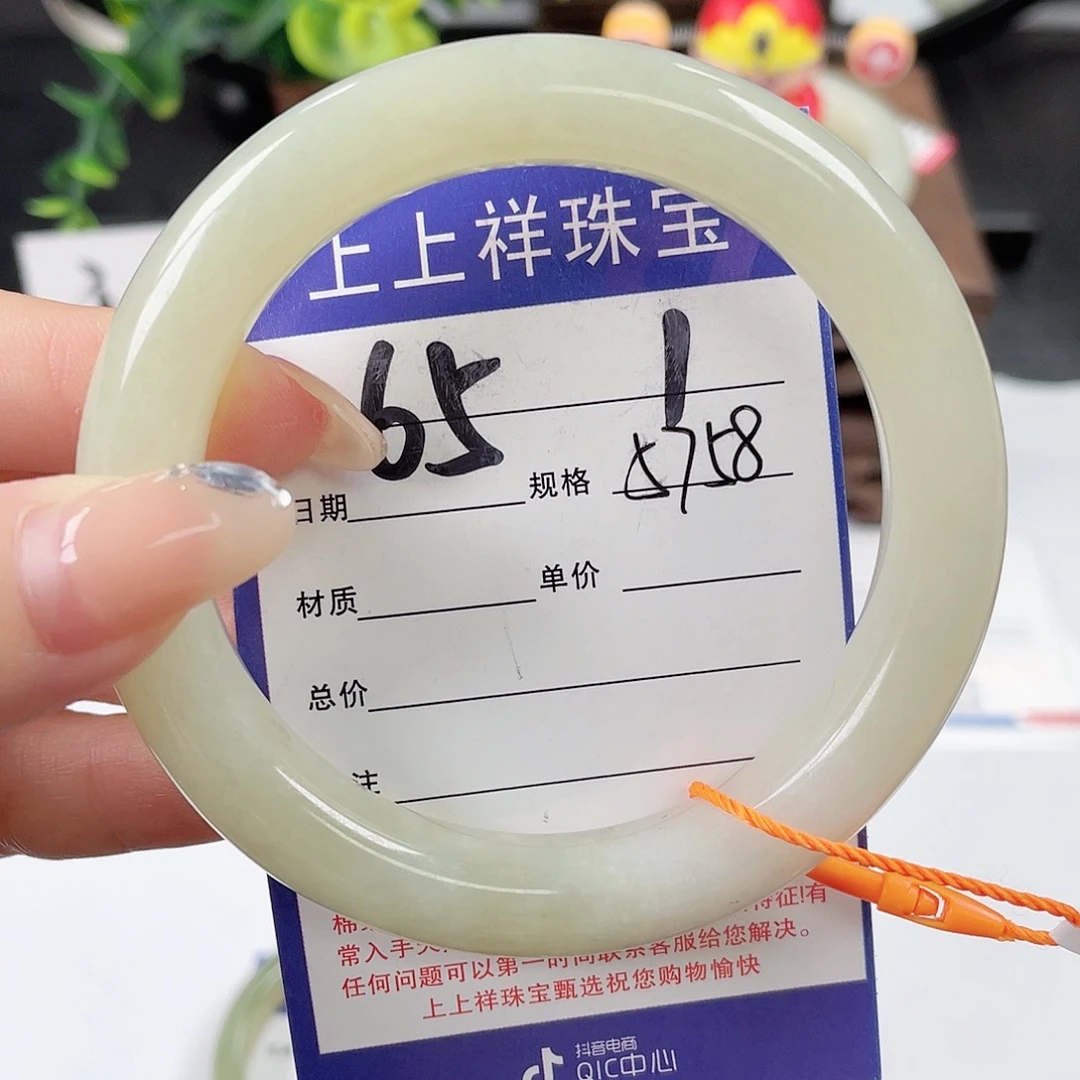 上上祥珠宝
65 1
日期 规格 5758
材质 单价
总价
注
常入手
任何问题可以第一时间联系客服给您解决。
上上祥珠宝甄选祝您购物愉快
抖音电商
QIC中心